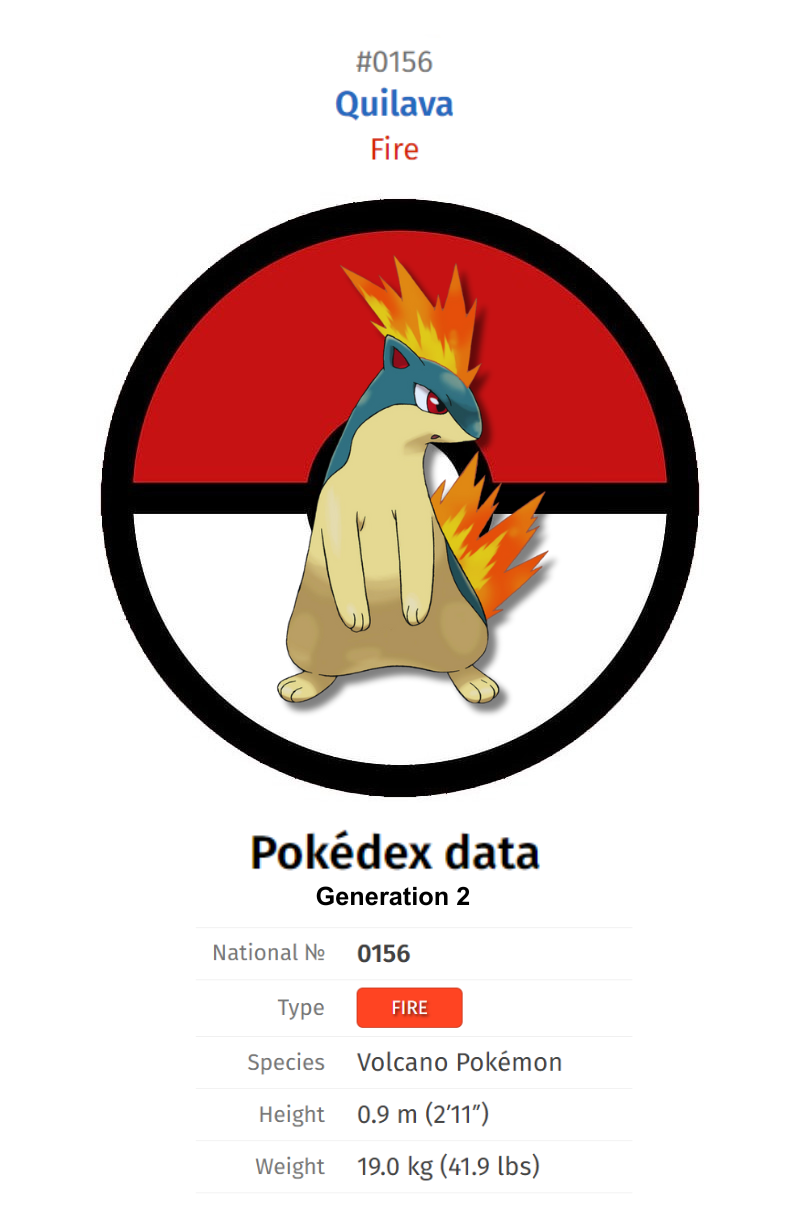 #0156
Quilava
Fire
Pokédex data
Generation 2
National № 0156
Type FIRE
Species Volcano Pokémon
Height 0.9 m (2′11″)
Weight 19.0 kg (41.9 lbs)